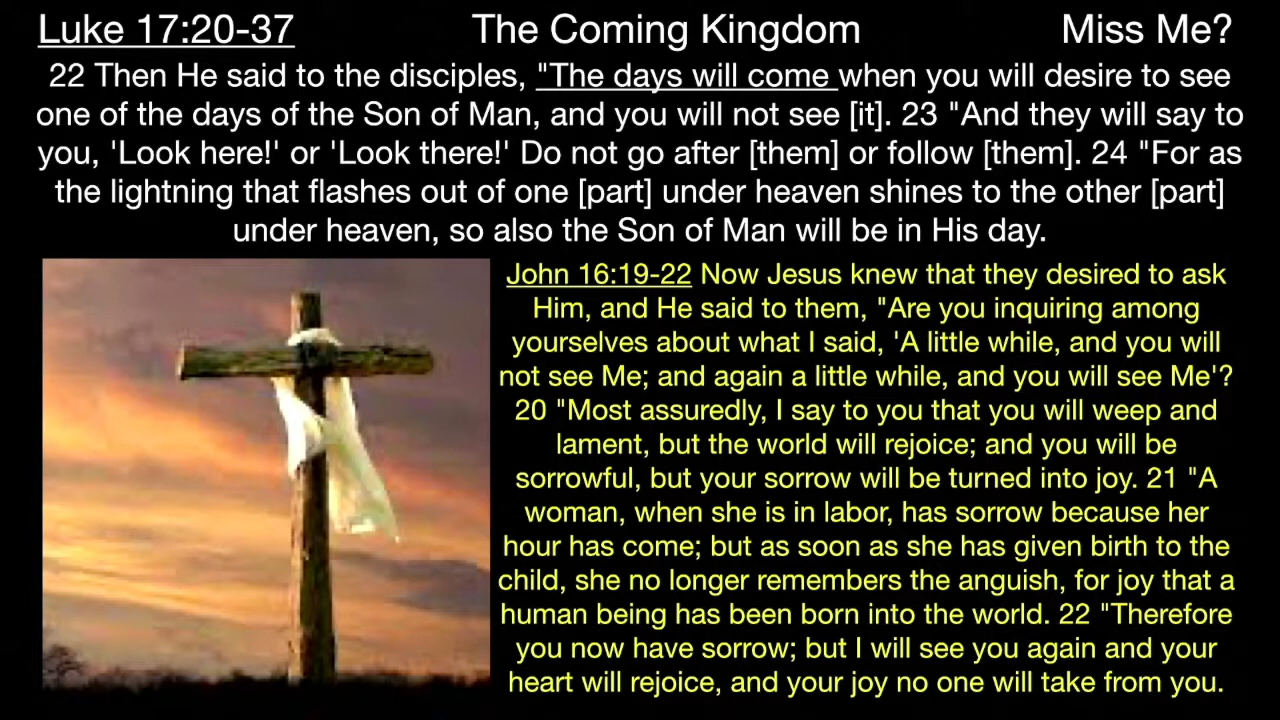 Luke 17:20-37 The Coming Kingdom Miss Me?
22 Then He said to the disciples, "The days will come when you will desire to see
one of the days of the Son of Man, and you will not see [it]. 23 "And they will say to
you, 'Look here!' or 'Look there!' Do not go after [them] or follow [them]. 24 "For as
the lightning that flashes out of one [part] under heaven shines to the other [part]
under heaven, so also the Son of Man will be in His day.
John 16:19-22 Now Jesus knew that they desired to ask
Him, and He said to them, "Are you inquiring among
yourselves about what I said, 'A little while, and you will
not see Me; and again a little while, and you will see Me'?
20 "Most assuredly, I say to you that you will weep and
lament, but the world will rejoice; and you will be
sorrowful, but your sorrow will be turned into joy. 21 "A
woman, when she is in labor, has sorrow because her
hour has come; but as soon as she has given birth to the
child, she no longer remembers the anguish, for joy that a
human being has been born into the world. 22 "Therefore
you now have sorrow; but I will see you again and your
heart will rejoice, and your joy no one will take from you.